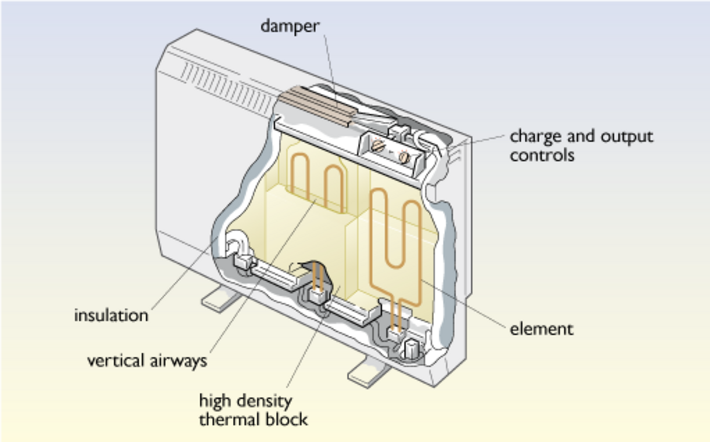 damper
charge and output
controls
insulation
element
vertical airways
high density
thermal block